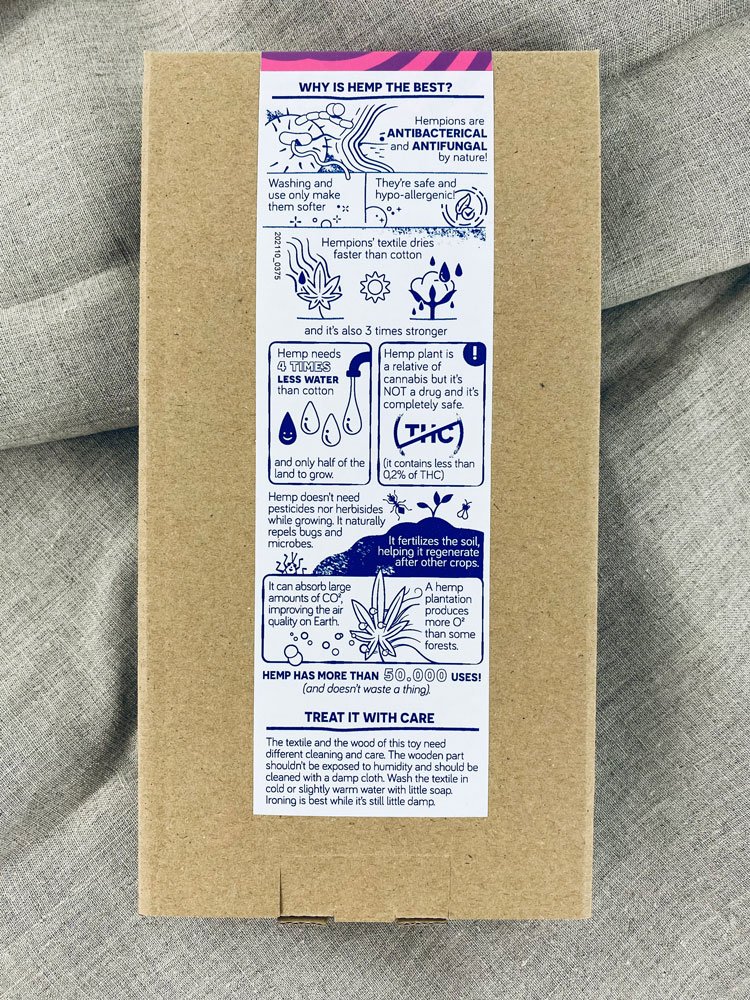 WHY IS HEMP THE BEST?
Hempions are
ANTIBACTERICAL
and ANTIFUNGAL
by nature!
Washing and
use only make
them softer
They're safe and
hypo-allergenic!
202110_0375
Hempions' textile dries
faster than cotton
and it's also 3 times stronger
Hemp needs
4 TIMES
LESS WATER
than cotton
and only half of the
land to grow.
!
Hemp plant is
a relative of
cannabis but it's
NOT a drug and it's
completely safe.
(THC)
(it contains less than
0,2% of THC)
Hemp doesn't need
pesticides nor herbisides
while growing. It naturally
repels bugs and
microbes.
It fertilizes the soil,
helping it regenerate
after other crops.
It can absorb large
amounts of CO²,
improving the air
quality on Earth.
A hemp
plantation
produces
more O²
than some
forests.
HEMP HAS MORE THAN 50.000 USES!
(and doesn't waste a thing).
TREAT IT WITH CARE
The textile and the wood of this toy need
different cleaning and care. The wooden part
shouldn't be exposed to humidity and should be
cleaned with a damp cloth. Wash the textile in
cold or slightly warm water with little soap.
Ironing is best while it's still little damp.